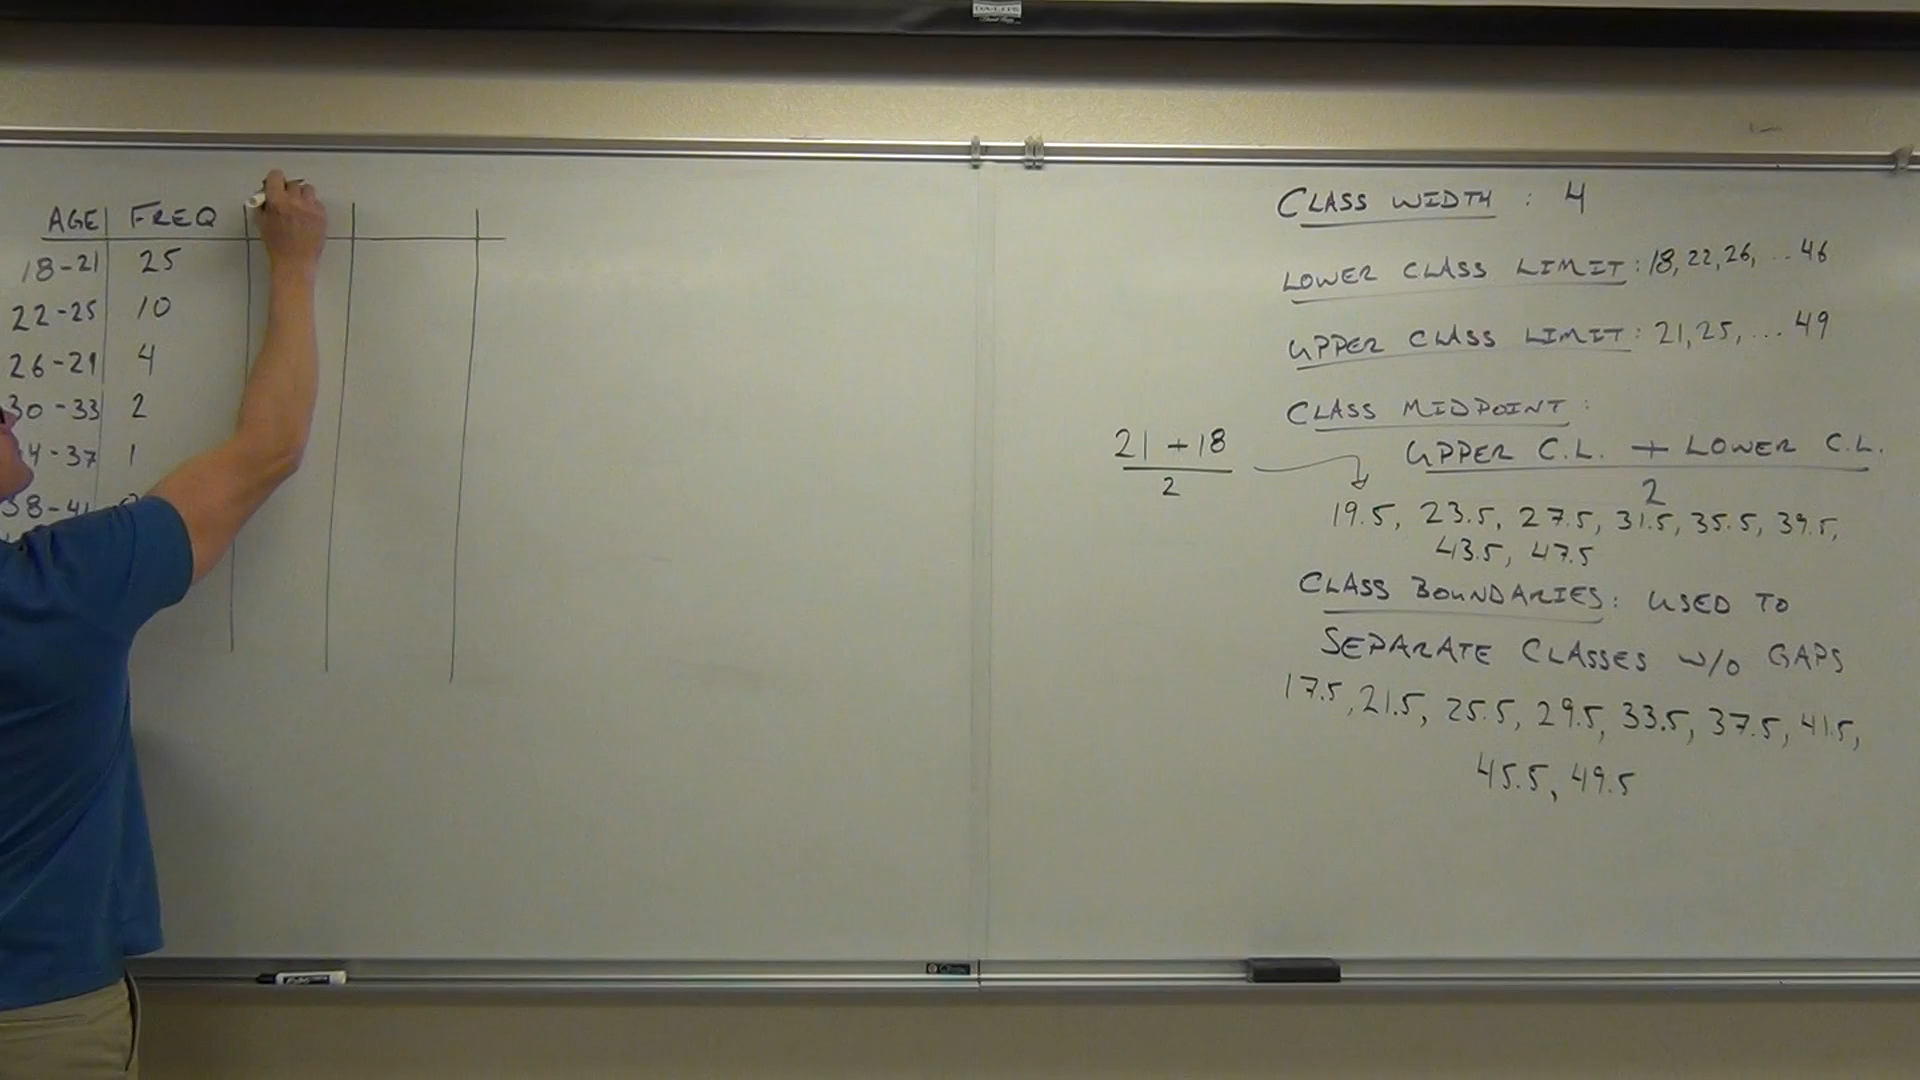 AGE FREQ
18-21 25
22-25 10
26-29 4
30-33 2
4-37 1
38-41
CLASS WIDTH : 4
LOWER CLASS LIMIT: 18, 22, 26, ... 46
UPPER CLASS LIMIT: 21, 25, ... 49
CLASS MIDPOINT:
UPPER C.L. + LOWER C.L.
2
21 + 18
2
19.5, 23.5, 27.5, 31.5, 35.5, 39.5,
43.5, 47.5
CLASS BOUNDARIES: USED TO
SEPARATE CLASSES W/O GAPS
17.5, 21.5, 25.5, 29.5, 33.5, 37.5, 41.5,
45.5, 49.5